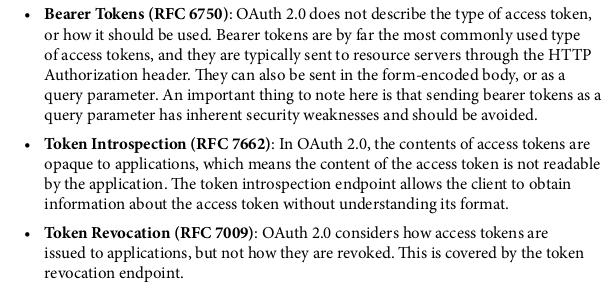 • Bearer Tokens (RFC 6750): OAuth 2.0 does not describe the type of access token,
or how it should be used. Bearer tokens are by far the most commonly used type
of access tokens, and they are typically sent to resource servers through the HTTP
Authorization header. They can also be sent in the form-encoded body, or as a
query parameter. An important thing to note here is that sending bearer tokens as a
query parameter has inherent security weaknesses and should be avoided.
• Token Introspection (RFC 7662): In OAuth 2.0, the contents of access tokens are
opaque to applications, which means the content of the access token is not readable
by the application. The token introspection endpoint allows the client to obtain
information about the access token without understanding its format.
• Token Revocation (RFC 7009): OAuth 2.0 considers how access tokens are
issued to applications, but not how they are revoked. This is covered by the token
revocation endpoint.